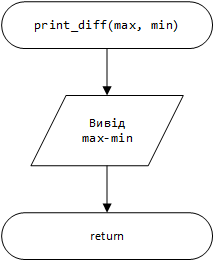 print_diff(max, min)
Вивід
max-min
return